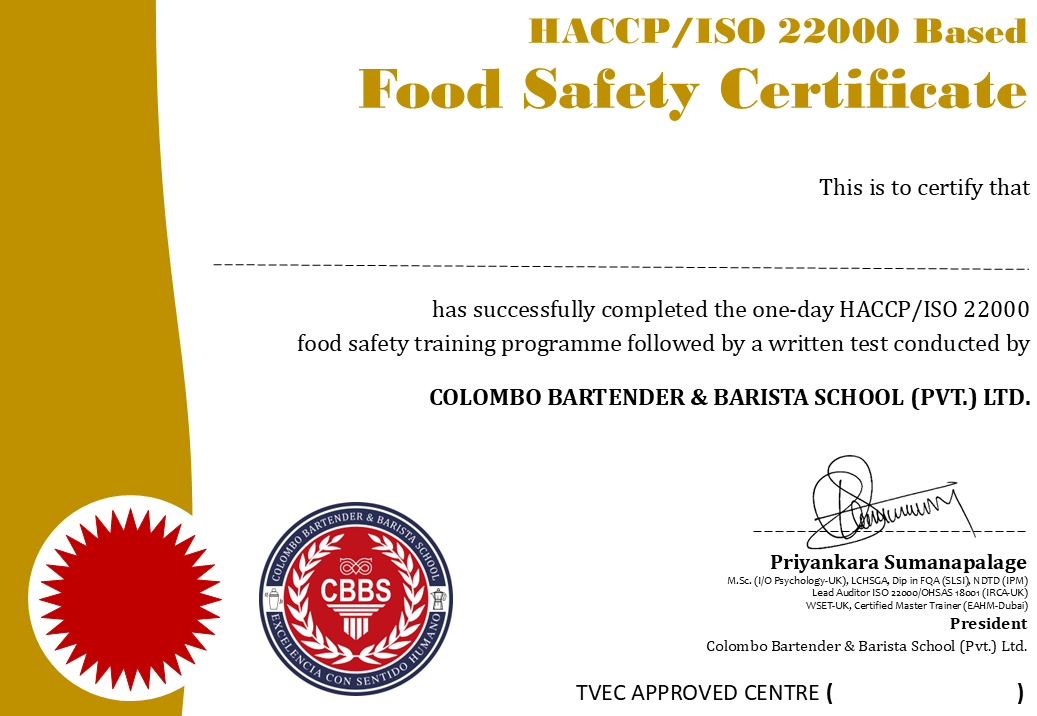 HACCP/ISO 22000 Based
Food Safety Certificate
This is to certify that
has successfully completed the one-day HACCP/ISO 22000
food safety training programme followed by a written test conducted by
COLOMBO BARTENDER & BARISTA SCHOOL (PVT.) LTD.
COLOMBO BARTENDER & BARISTA SCHOOL
CBBS
EXCELENCIA CON SENTIDO HUMANO
Priyankara Sumanapalage
M.Sc. (I/O Psychology-UK), LCHSGA, Dip in FQA (SLSI), NDTD (IPM)
Lead Auditor ISO 22000/OHSAS 18001 (IRCA-UK)
WSET-UK, Certified Master Trainer (EAHM-Dubai)
President
Colombo Bartender & Barista School (Pvt.) Ltd.
TVEC APPROVED CENTRE ( )